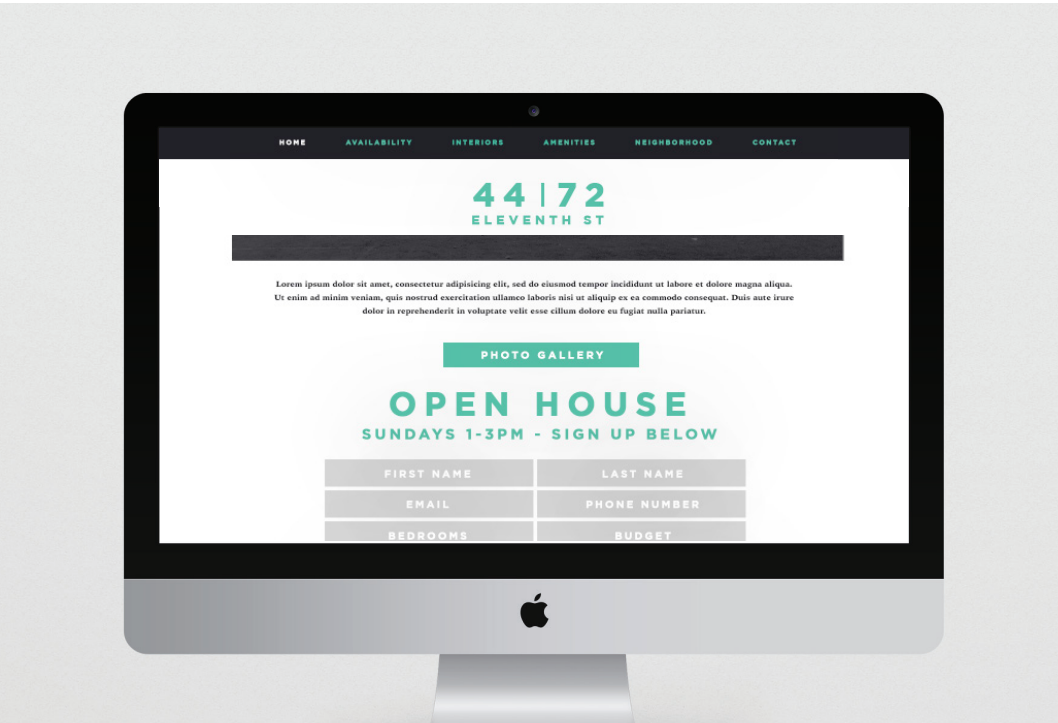 HOME AVAILABILITY INTERIORS AMENITIES NEIGHBORHOOD CONTACT
44|72
ELEVENTH ST
Lorem ipsum dolor sit amet, consectetur adipisicing elit, sed do eiusmod tempor incididunt ut labore et dolore magna aliqua.
Ut enim ad minim veniam, quis nostrud exercitation ullamco laboris nisi ut aliquip ex ea commodo consequat. Duis aute irure
dolor in reprehenderit in voluptate velit esse cillum dolore eu fugiat nulla pariatur.
PHOTO GALLERY
OPEN HOUSE
SUNDAYS 1-3PM - SIGN UP BELOW
FIRST NAME LAST NAME
EMAIL PHONE NUMBER
BEDROOMS BUDGET